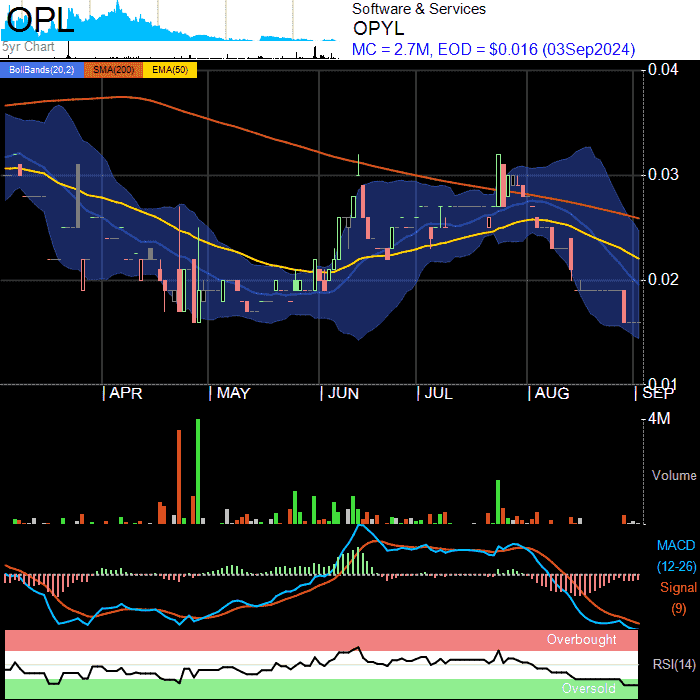 OPL
Software & Services
OPYL
MC = 2.7M, EOD = $0.016 (03Sep2024)
5yr Chart
BollBands(20,2) SMA(200) EMA(50)
0.04
0.03
0.02
0.01
| APR | MAY | JUN | JUL | AUG | SEP
4M
Volume
MACD
(12-26)
Signal
(9)
Overbought
RSI(14)
Oversold